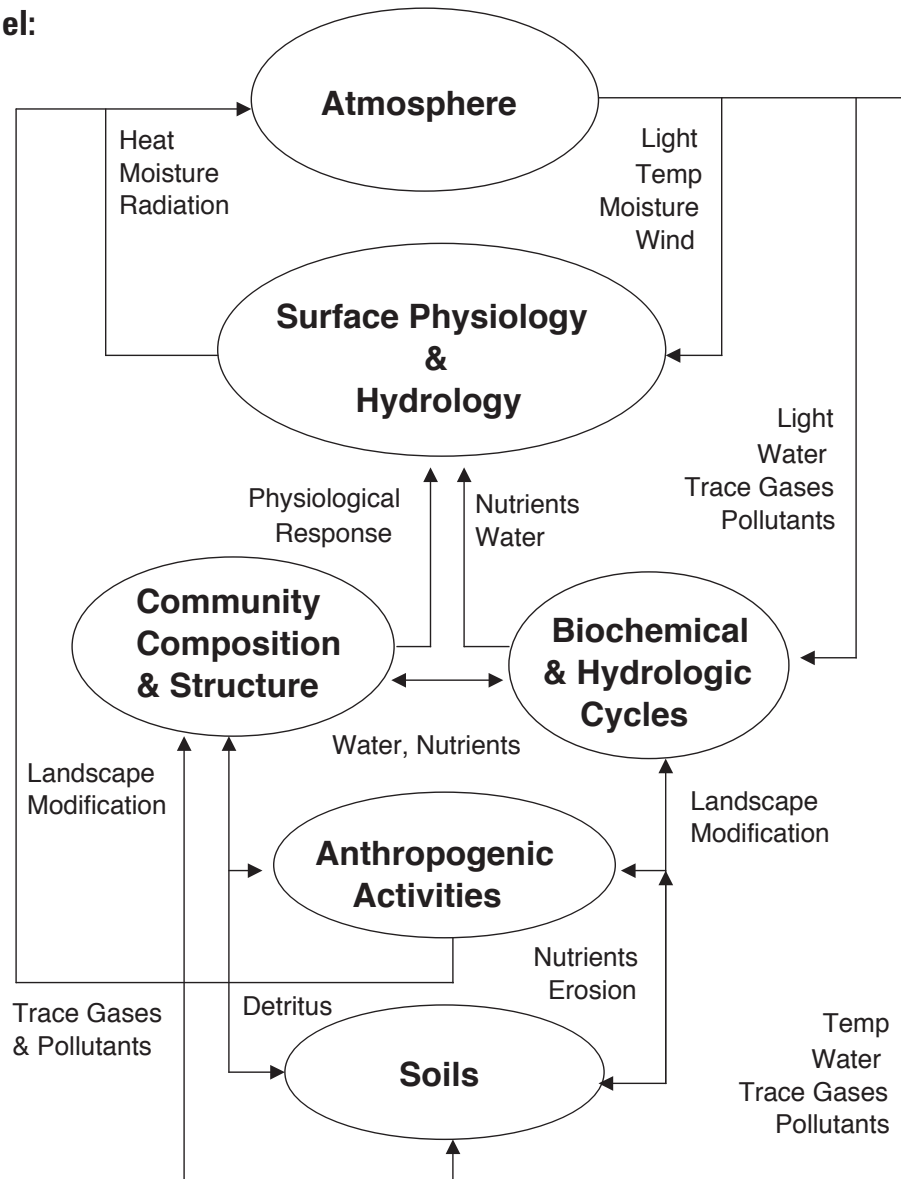 el:
Atmosphere
Heat
Moisture
Radiation
Light
Temp
Moisture
Wind
Surface Physiology
&
Hydrology
Light
Water
Trace Gases
Pollutants
Physiological
Response
Nutrients
Water
Community
Composition
& Structure
Biochemical
& Hydrologic
Cycles
Water, Nutrients
Landscape
Modification
Landscape
Modification
Anthropogenic
Activities
Nutrients
Erosion
Trace Gases
& Pollutants
Detritus
Soils
Temp
Water
Trace Gases
Pollutants